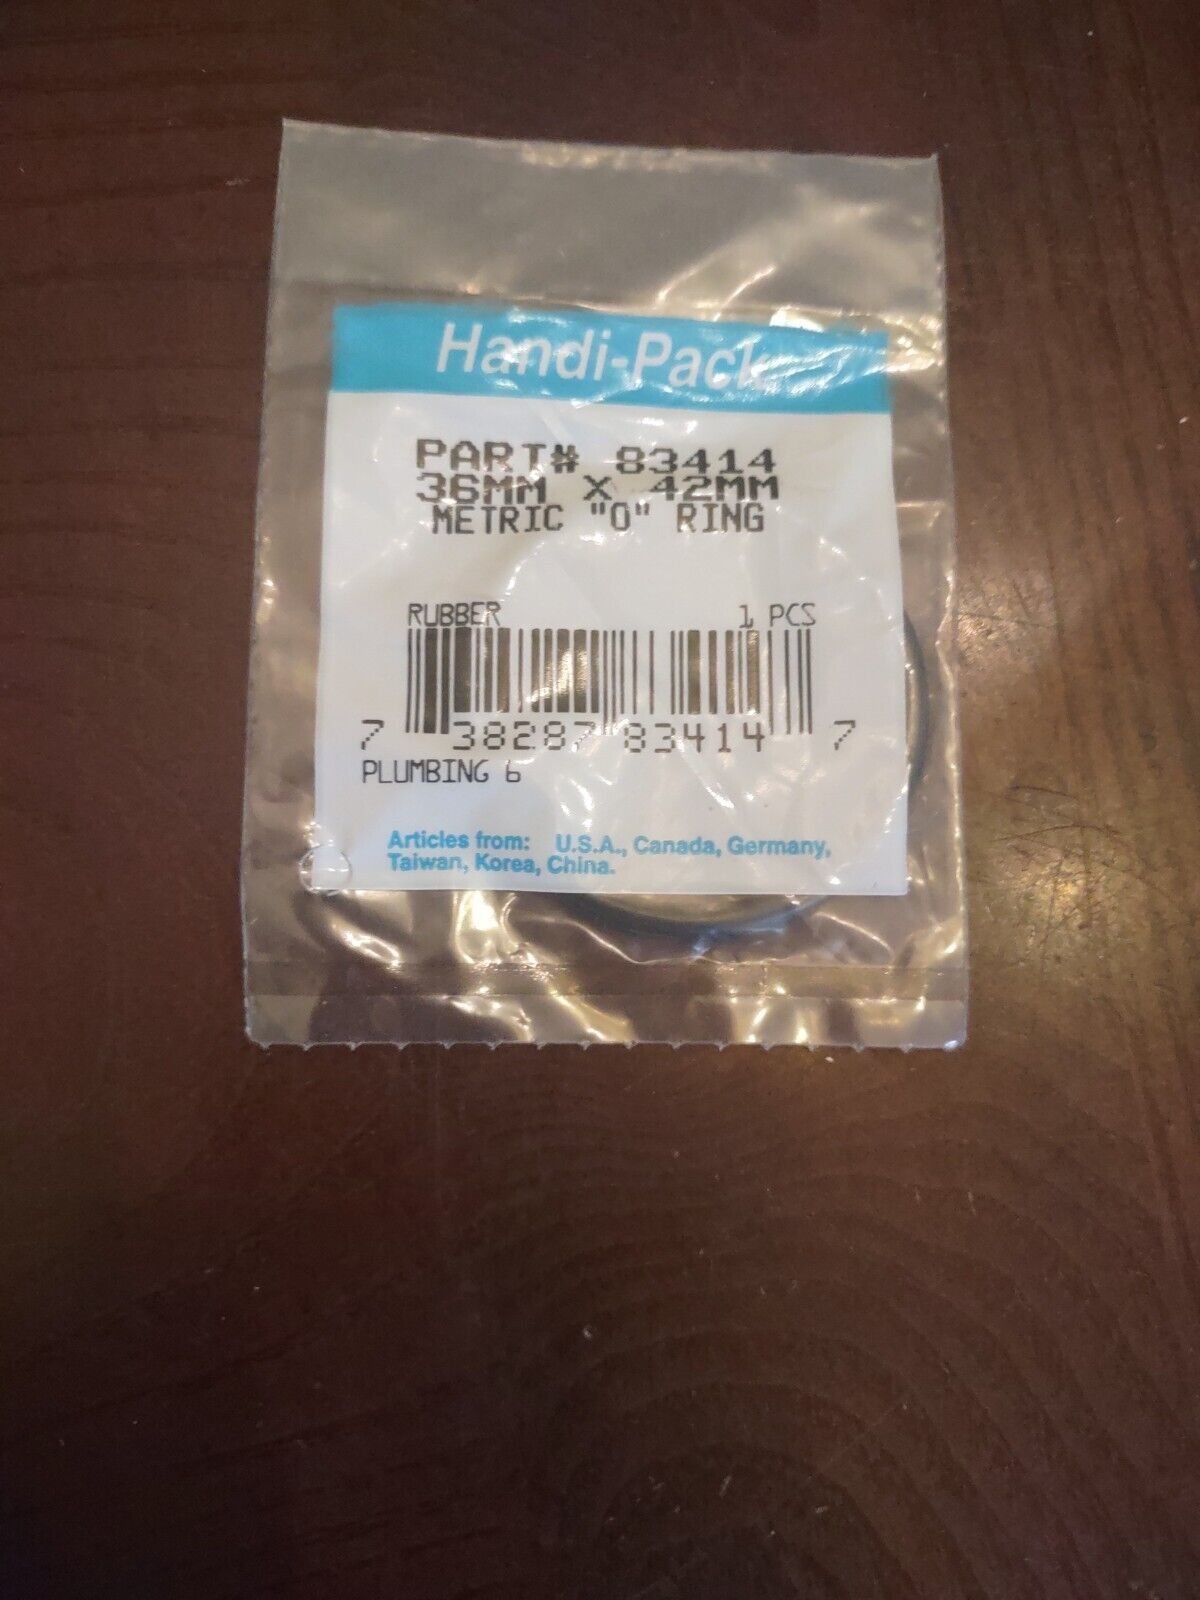 Handi-Pack
PART# 83414
36MM X 42MM
METRIC "O" RING
RUBBER 1 PCS
7 38287 83414 7
PLUMBING 6
Articles from: U.S.A., Canada, Germany,
Taiwan, Korea, China.